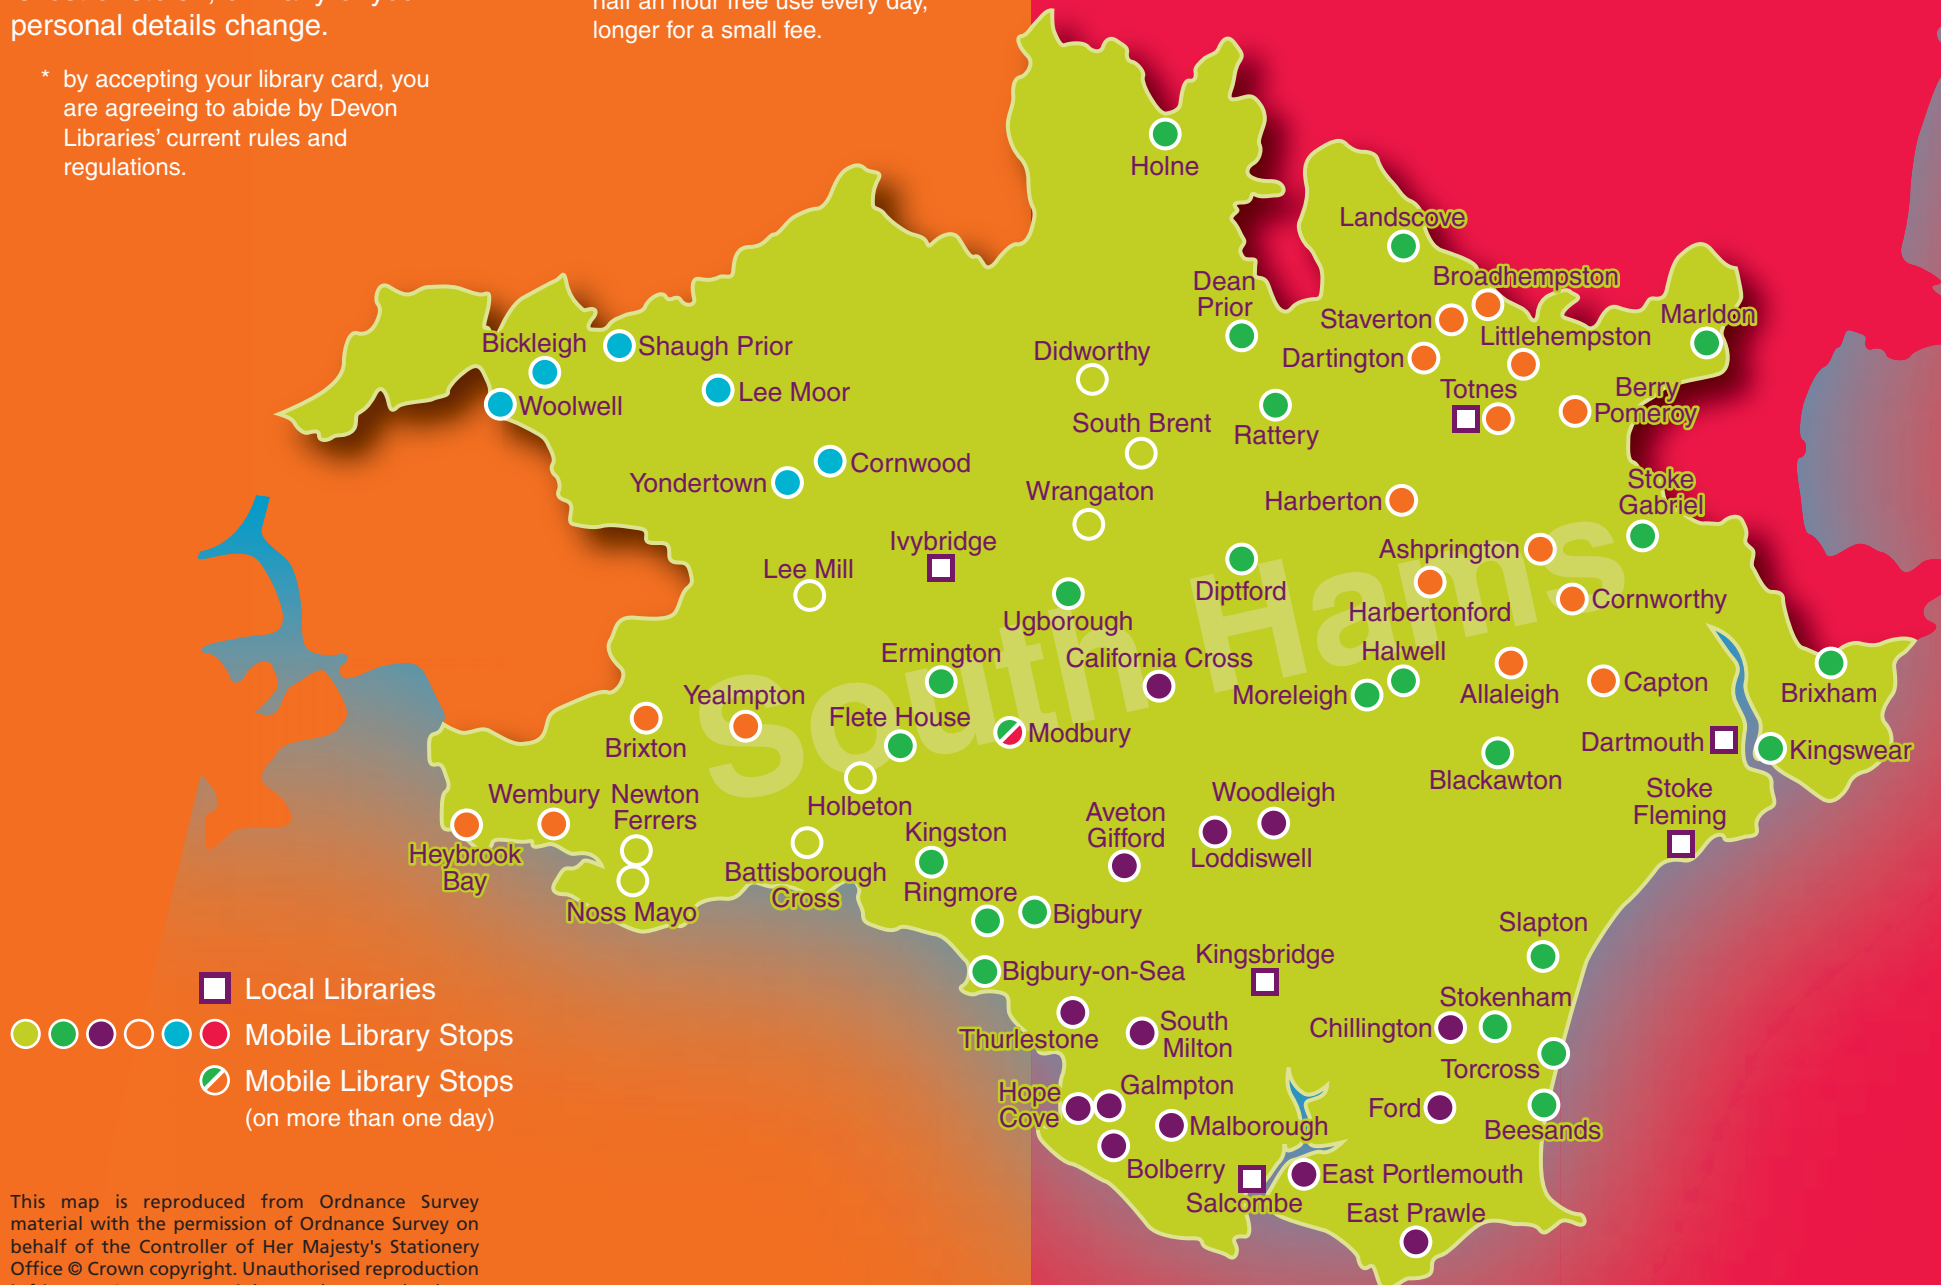 personal details change.
* by accepting your library card, you
are agreeing to abide by Devon
Libraries' current rules and
regulations.
half an hour free use every day,
longer for a small fee.
Holne
Landscove
Dean
Prior
Broadhempston
Staverton
Littlehempston
Marldon
Dartington
Bickleigh
Shaugh Prior
Didworthy
Totnes
Berry
Pomeroy
Woolwell
Lee Moor
South Brent
Rattery
Cornwood
Yondertown
Wrangaton
Harberton
Stoke
Gabriel
Ivybridge
Lee Mill
Ashprington
Diptford
Harbertonford
Cornworthy
Ugborough
South Hams
Ermington
California Cross
Halwell
Moreleigh
Allaleigh
Capton
Brixham
Yealmpton
Flete House
Modbury
Brixton
Dartmouth
Kingswear
Blackawton
Wembury
Newton
Ferrers
Holbeton
Woodleigh
Stoke
Fleming
Aveton
Gifford
Kingston
Loddiswell
Heybrook
Bay
Battisborough
Cross
Ringmore
Noss Mayo
Bigbury
Slapton
Kingsbridge
Bigbury-on-Sea
Stokenham
Thurlestone
South
Milton
Chillington
Torcross
Hope
Cove
Galmpton
Malborough
Ford
Beesands
Bolberry
Salcombe
East Portlemouth
East Prawle
Local Libraries
Mobile Library Stops
Mobile Library Stops
(on more than one day)
This map is reproduced from Ordnance Survey
material with the permission of Ordnance Survey on
behalf of the Controller of Her Majesty's Stationery
Office © Crown copyright. Unauthorised reproduction